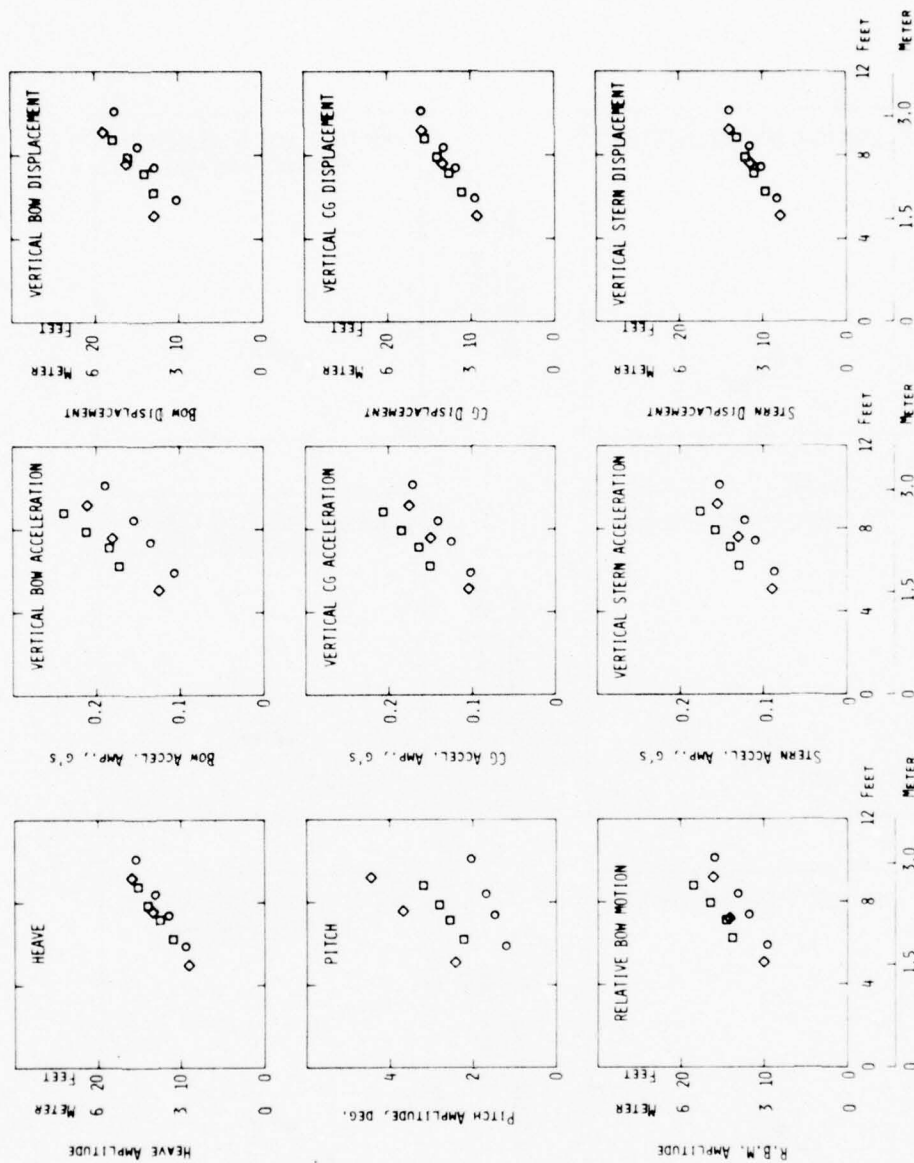 HEAVE
HEAVE AMPLITUDE
METER
FEET
9
20
3
10
0
0
VERTICAL BOW ACCELERATION
BOW ACCEL. AMP., G'S
0.2
0.1
0
VERTICAL BOW DISPLACEMENT
BOW DISPLACEMENT
METER
FEET
9
20
3
10
0
0
PITCH
PITCH AMPLITUDE, DEG.
4
2
0
VERTICAL CG ACCELERATION
CG ACCEL. AMP., G'S
0.2
0.1
0
VERTICAL CG DISPLACEMENT
CG DISPLACEMENT
METER
FEET
9
20
3
10
0
0
RELATIVE BOW MOTION
R.B.M. AMPLITUDE
METER
FEET
9
20
3
10
0
0
0 4 8 12 FEET
0 1.5 3.0 METER
VERTICAL STERN ACCELERATION
STERN ACCEL. AMP., G'S
0.2
0.1
0
0 4 8 12 FEET
0 1.5 3.0 METER
VERTICAL STERN DISPLACEMENT
STERN DISPLACEMENT
METER
FEET
9
20
3
10
0
0
0 4 8 12 FEET
0 1.5 3.0 METER